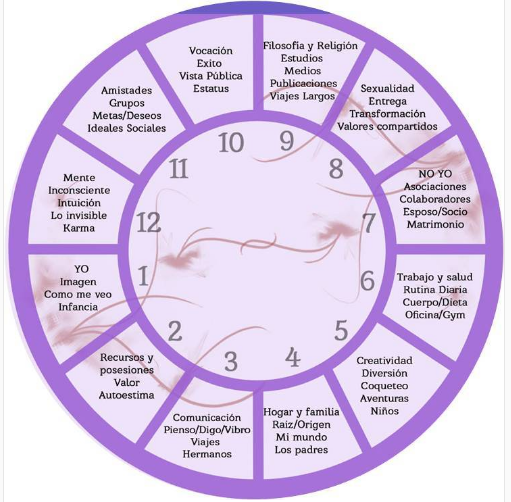 Vocación
Exito
Vista Pública
Estatus
Filosofía y Religión
Estudios
Medios
Publicaciones
Viajes Largos
Sexualidad
Entrega
Transformación
Valores compartidos
NO YO
Asociaciones
Colaboradores
Esposo/Socio
Matrimonio
Trabajo y salud
Rutina Diaria
Cuerpo/Dieta
Oficina/Gym
Creatividad
Diversión
Coqueteo
Aventuras
Niños
Hogar y familia
Raiz/Origen
Mi mundo
Los padres
Comunicación
Pienso/Digo/Vibro
Viajes
Hermanos
Recursos y
posesiones
Valor
Autoestima
YO
Imagen
Como me veo
Infancia
Mente
Inconsciente
Intuición
Lo invisible
Karma
Amistades
Grupos
Metas/Deseos
Ideales Sociales
10
9
8
7
6
5
4
3
2
1
12
11